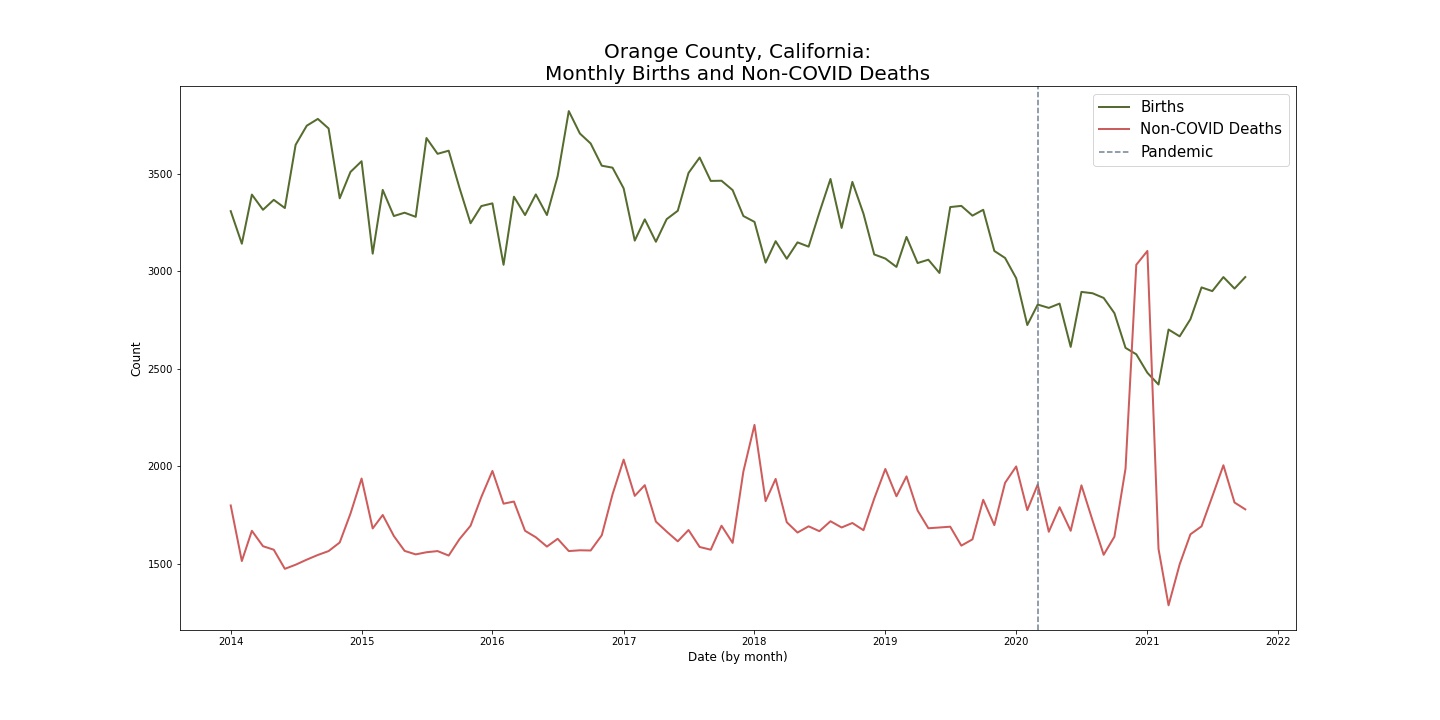 Orange County, California:
Monthly Births and Non-COVID Deaths
Births
Non-COVID Deaths
Pandemic
Count
3500
3000
2500
2000
1500
2014 2015 2016 2017 2018 2019 2020 2021 2022
Date (by month)